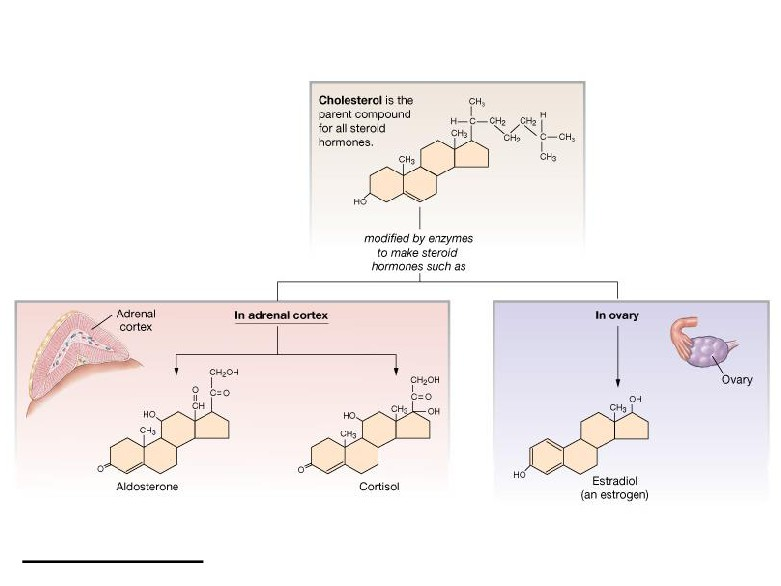 Cholesterol is the
parent compound
for all steroid
hormones.
CH3
H C CH2 CH2 H
CH3 CH2 C CH3
CH3
CH3
HO
modified by enzymes
to make steroid
hormones such as
Adrenal
cortex
In adrenal cortex
CH2OH
O C=O
CH
HO
CH3
O
Aldosterone
CH2OH
C=O
CH3 OH
HO
CH3
O
Cortisol
In ovary
Ovary
OH
CH3
HO
Estradiol
(an estrogen)